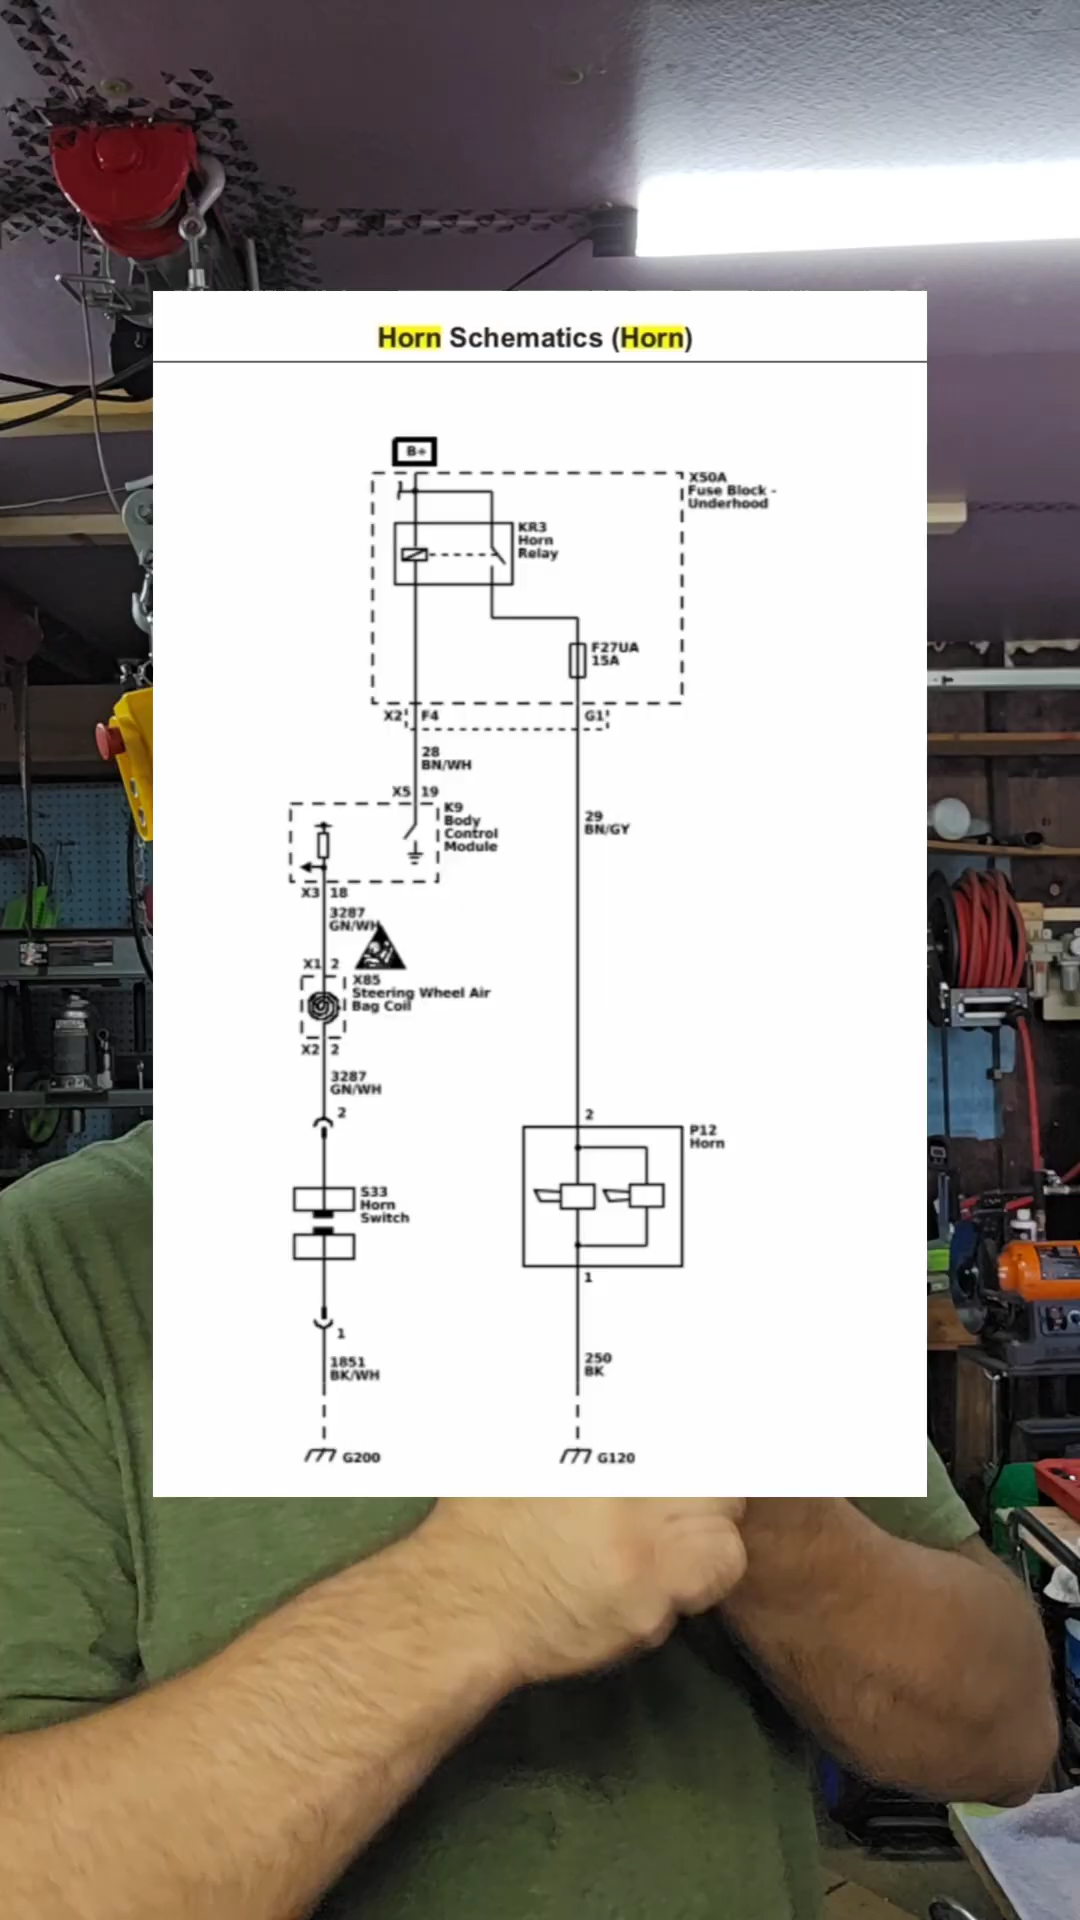 Horn Schematics (Horn)
B+
X50A
Fuse Block -
Underhood
KR3
Horn
Relay
F27UA
15A
X2 F4
G1
28
BN/WH
X5 19
K9
Body
Control
Module
29
BN/GY
X3 18
3287
GN/WH
X1 2
X85
Steering Wheel Air
Bag Coil
X2 2
3287
GN/WH
2
2
P12
Horn
S33
Horn
Switch
1
1
1851
BK/WH
250
BK
G200
G120